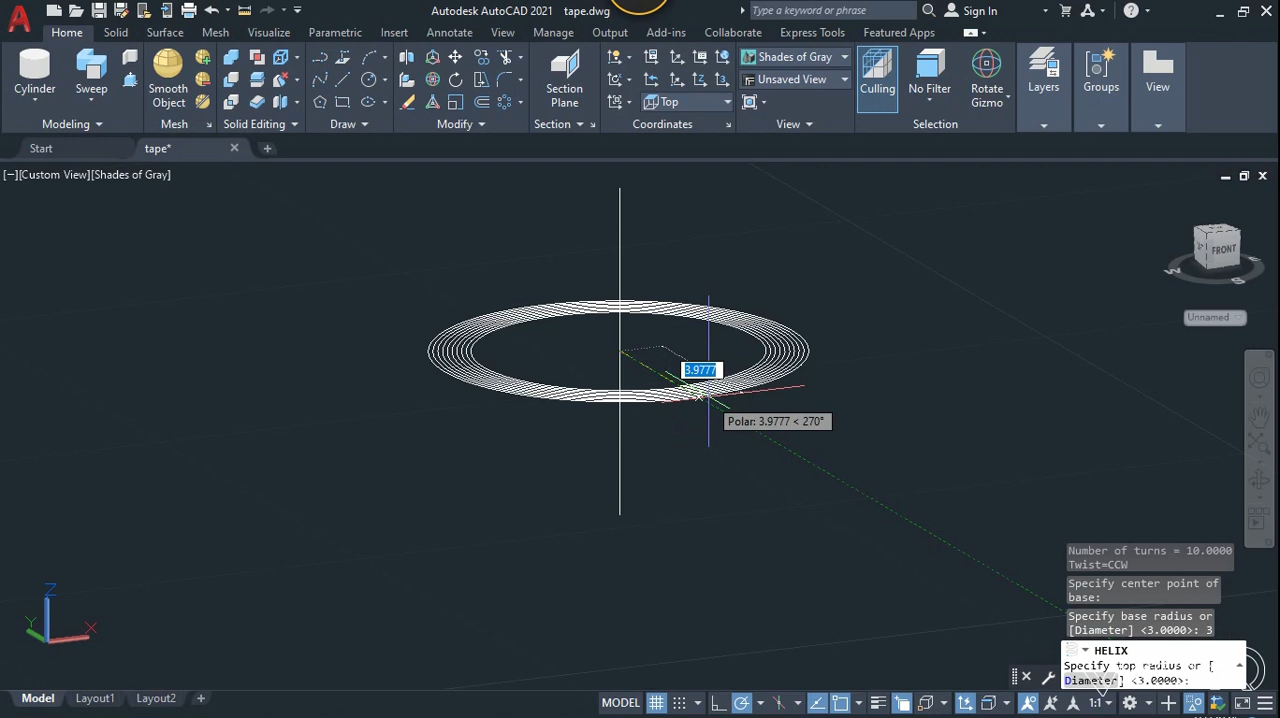 Autodesk AutoCAD 2021 tape.dwg
Type a keyword or phrase
Sign In
Home Solid Surface Mesh Visualize Parametric Insert Annotate View Manage Output Add-ins Collaborate Express Tools Featured Apps
Cylinder
Sweep
Smooth
Object
Section
Plane
Top
Shades of Gray
Unsaved View
Culling
No Filter
Rotate
Gizmo
Layers
Groups
View
Modeling Mesh Solid Editing Draw Modify Section Coordinates View Selection
Start
tape*
[–][Custom View][Shades of Gray]
FRONT
W
S
E
Unnamed
3.9777
Polar: 3.9777 < 270°
Number of turns = 10.0000
Twist=CCW
Specify center point of
base:
Specify base radius or
[Diameter] <3.0000>: 3
HELIX
Specify top radius or [
Diameter] <3.0000>:
Z
Y
X
Model Layout1 Layout2
MODEL
1:1